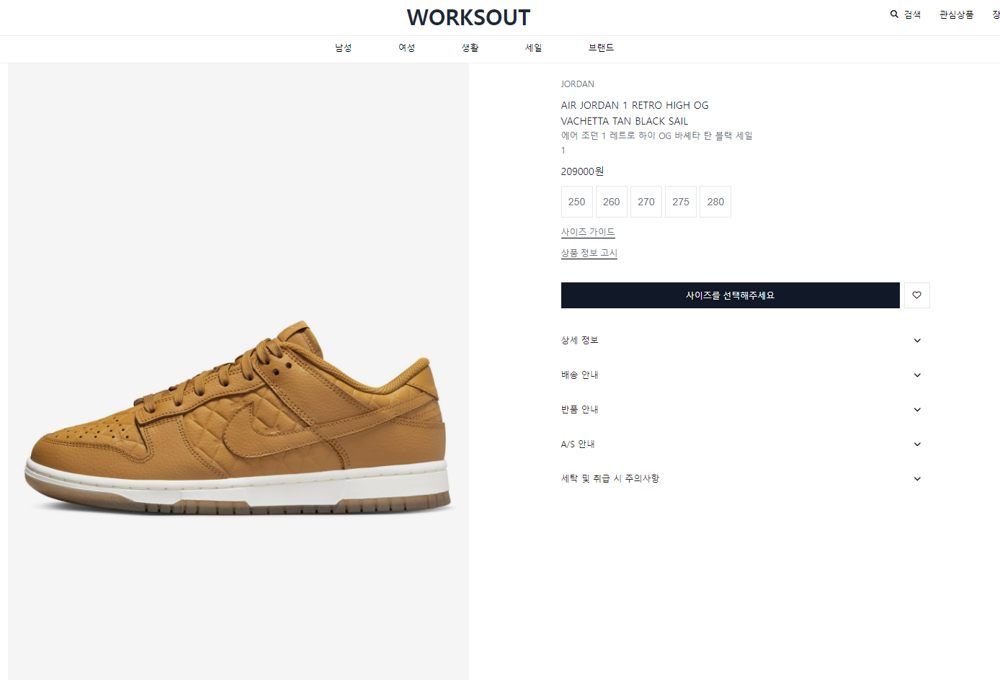 WORKSOUT
검색
관심상품
남성
여성
생활
세일
브랜드
JORDAN
AIR JORDAN 1 RETRO HIGH OG
VACHETTA TAN BLACK SAIL
에어 조던 1 레트로 하이 OG 바셰타 탄 블랙 세일
1
209000원
250 260 270 275 280
사이즈 가이드
상품 정보 고시
사이즈를 선택해주세요
상세 정보
배송 안내
반품 안내
A/S 안내
세탁 및 취급 시 주의사항